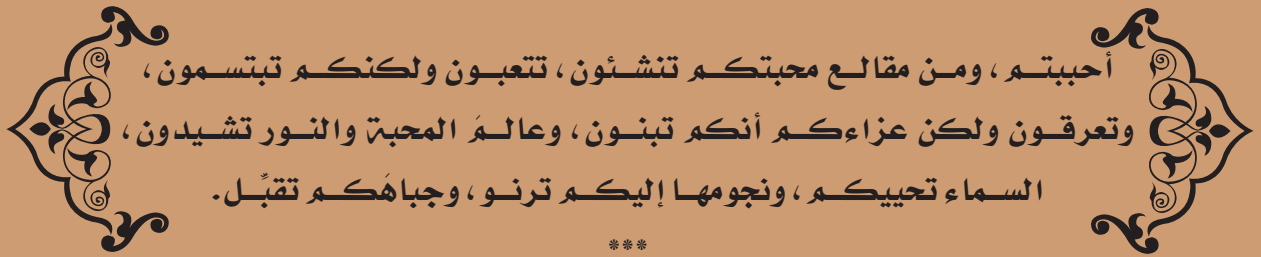 أحببتم، ومن مقالع محبتكم تنشئون، تتعبون ولكنكم تبتسمون،
وتعرقون ولكن عزاءكم أنكم تبنون، وعالمَ المحبة والنور تشيدون،
السماء تحييكم، ونجومها إليكم ترنو، وجباهَكم تقبِّل.
***